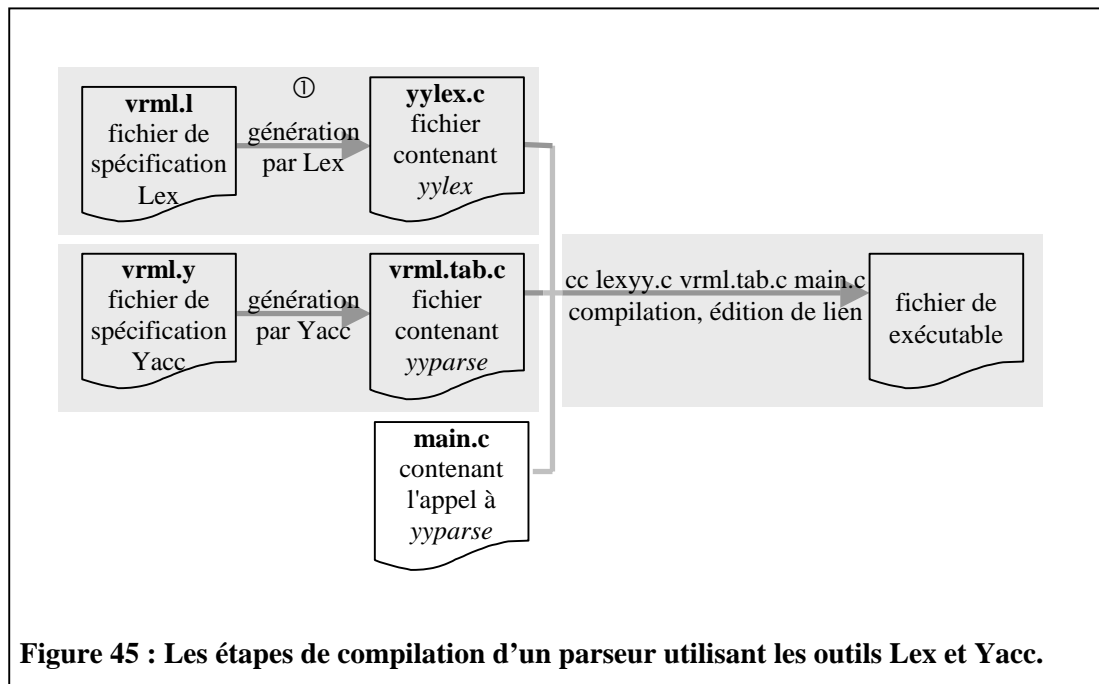 ①
vrml.l
fichier de
spécification
Lex
génération
par Lex
yylex.c
fichier
contenant
yylex
vrml.y
fichier de
spécification
Yacc
génération
par Yacc
vrml.tab.c
fichier
contenant
yyparse
cc lexyy.c vrml.tab.c main.c
compilation, édition de lien
fichier de
exécutable
main.c
contenant
l'appel à
yyparse
Figure 45 : Les étapes de compilation d’un parseur utilisant les outils Lex et Yacc.